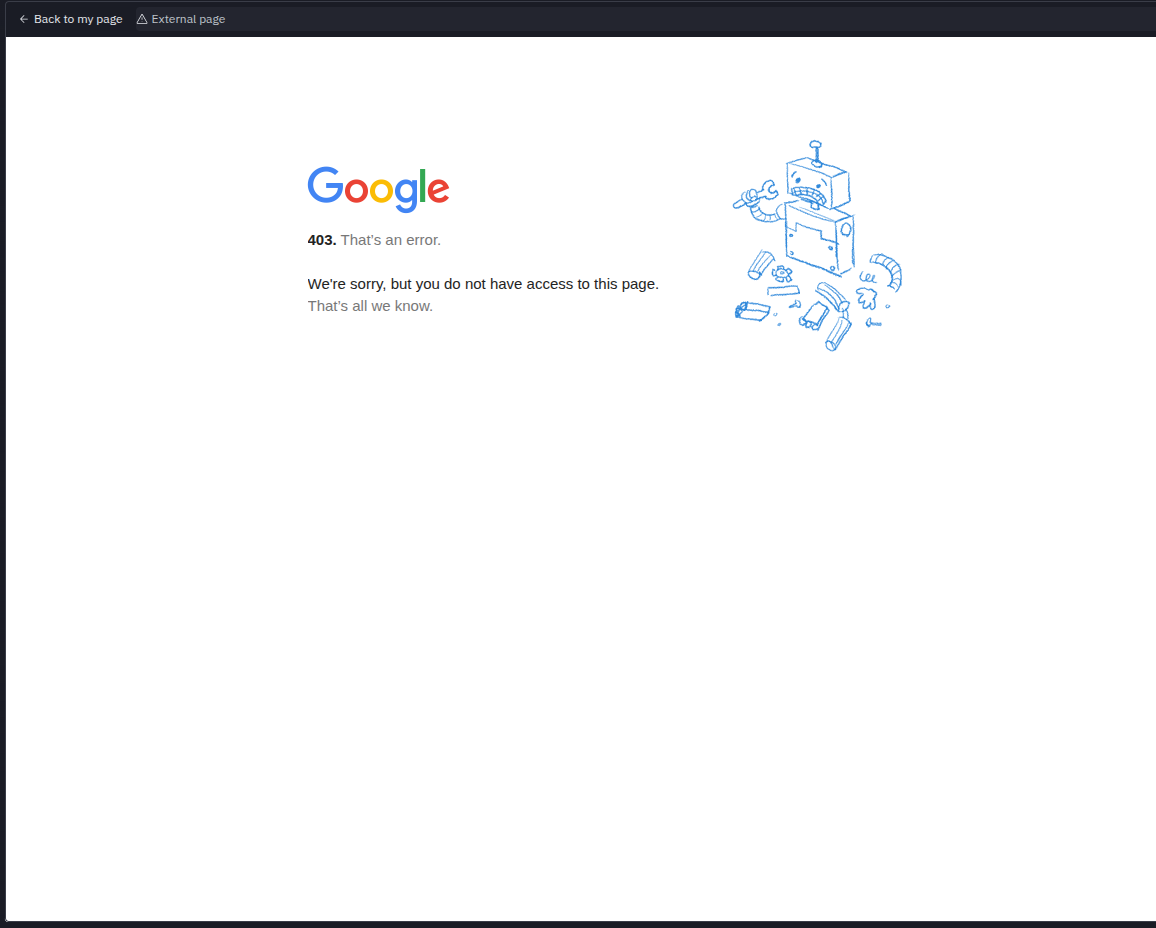 Back to my page External page
Google
403. That's an error.
We're sorry, but you do not have access to this page.
That's all we know.